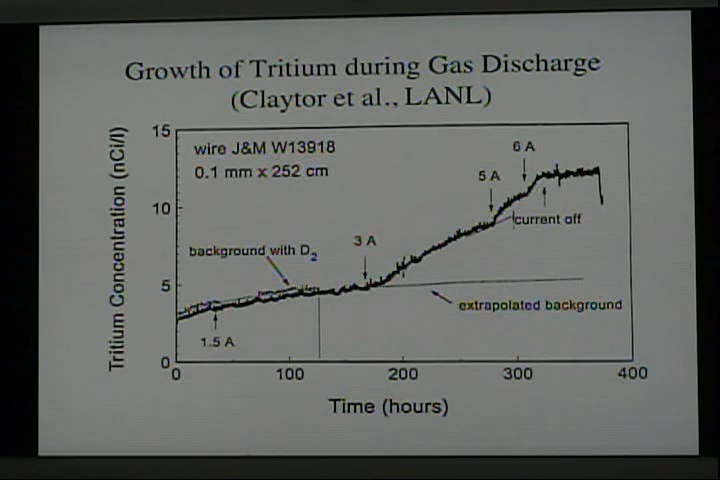 Growth of Tritium during Gas Discharge
(Claytor et al., LANL)
Tritium Concentration (nCi/l)
15
10
5
0
wire J&M W13918
0.1 mm x 252 cm
6 A
5 A
current off
3 A
background with D2
extrapolated background
1.5 A
0
100
200
300
400
Time (hours)